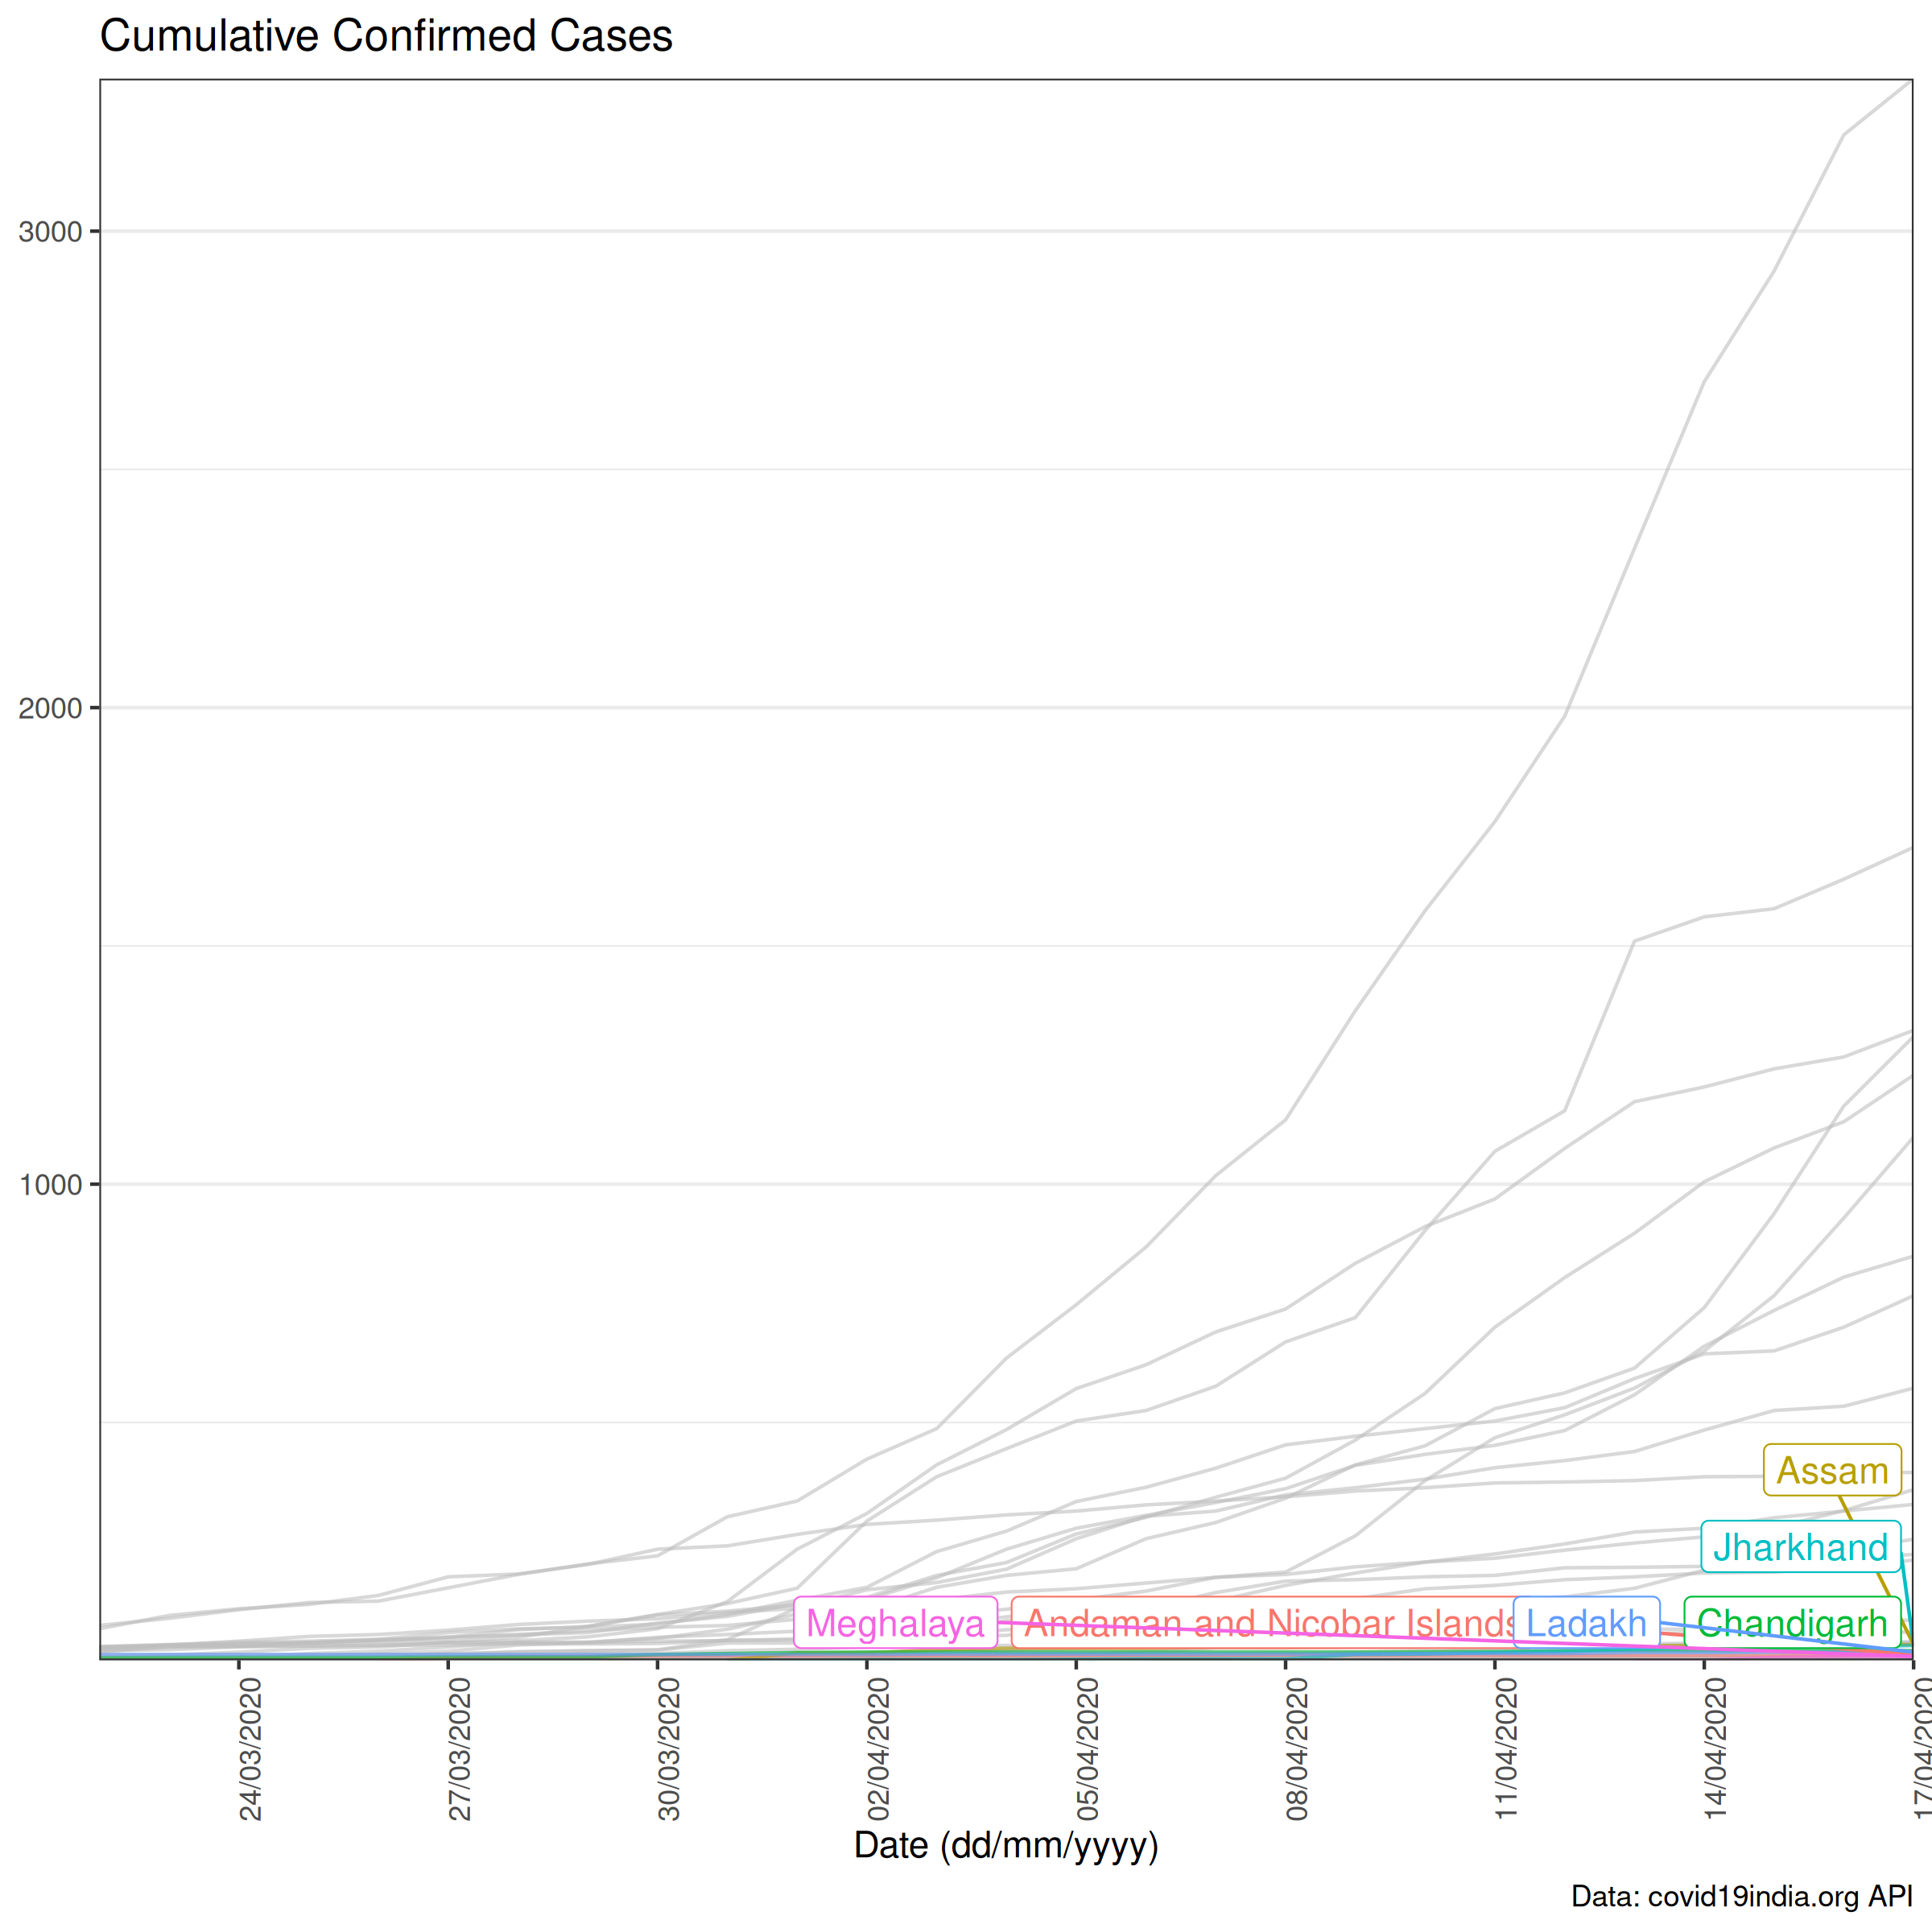 Cumulative Confirmed Cases
3000
2000
1000
Assam
Jharkhand
Meghalaya
Andaman and Nicobar Islands
Ladakh
Chandigarh
24/03/2020
27/03/2020
30/03/2020
02/04/2020
05/04/2020
08/04/2020
11/04/2020
14/04/2020
17/04/2020
Date (dd/mm/yyyy)
Data: covid19india.org API